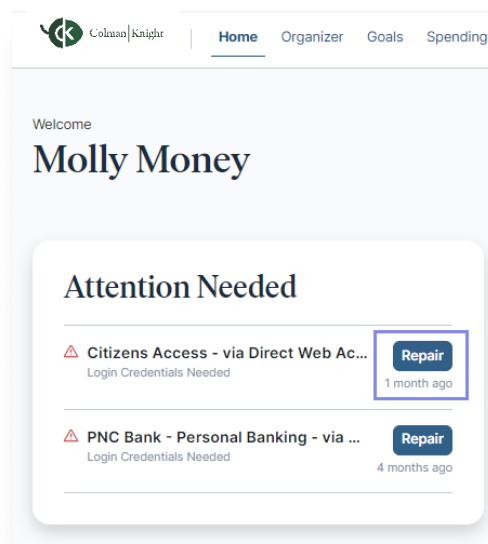 Colman|Knight
Home Organizer Goals Spending
Welcome
Molly Money
Attention Needed
Citizens Access - via Direct Web Ac...
Repair
Login Credentials Needed
1 month ago
PNC Bank - Personal Banking - via ...
Repair
Login Credentials Needed
4 months ago